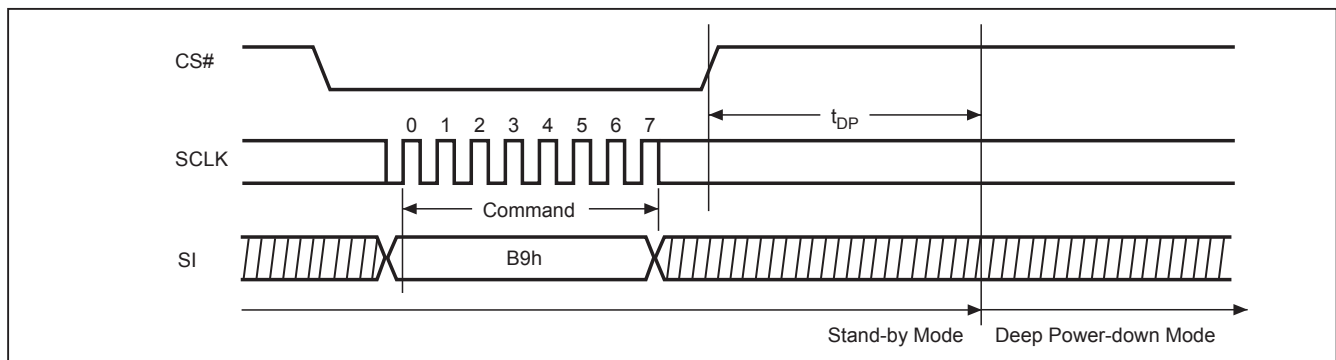 CS#
t_DP
0 1 2 3 4 5 6 7
SCLK
Command
SI
B9h
Stand-by Mode
Deep Power-down Mode